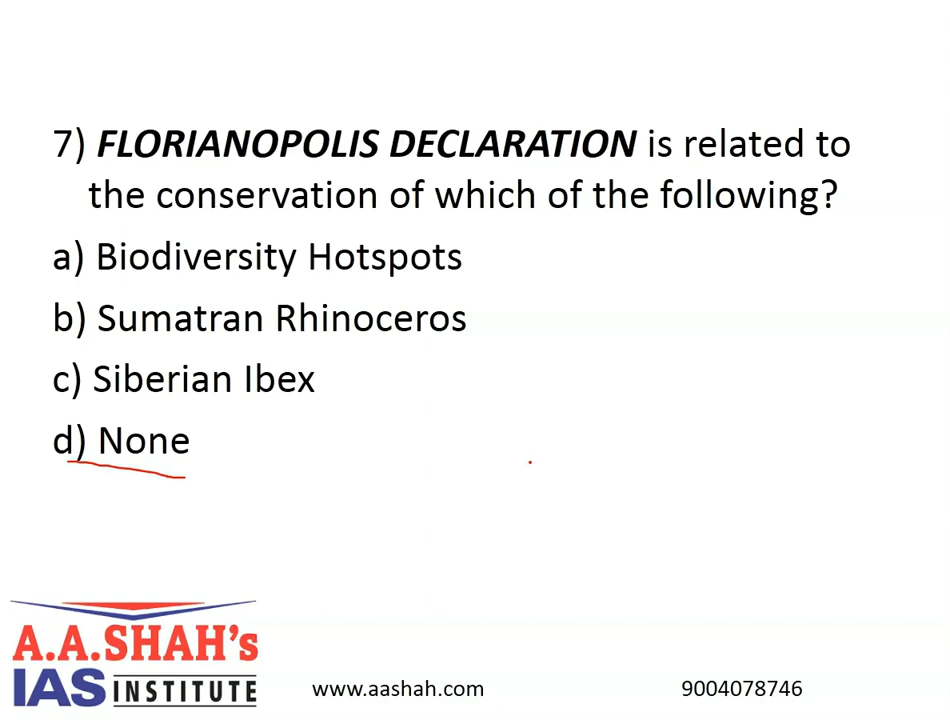 7) FLORIANOPOLIS DECLARATION is related to
the conservation of which of the following?
a) Biodiversity Hotspots
b) Sumatran Rhinoceros
c) Siberian Ibex
d) None
A.A.SHAH's
IAS INSTITUTE
www.aashah.com 9004078746